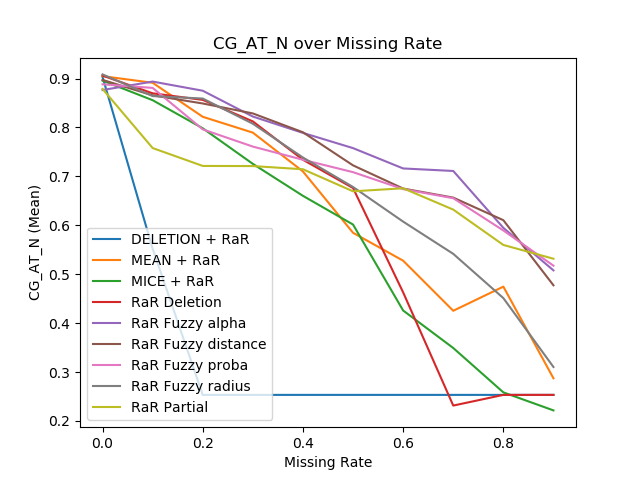 CG_AT_N over Missing Rate
CG_AT_N (Mean)
0.9
0.8
0.7
0.6
0.5
0.4
0.3
0.2
DELETION + RaR
MEAN + RaR
MICE + RaR
RaR Deletion
RaR Fuzzy alpha
RaR Fuzzy distance
RaR Fuzzy proba
RaR Fuzzy radius
RaR Partial
0.0 0.2 0.4 0.6 0.8
Missing Rate